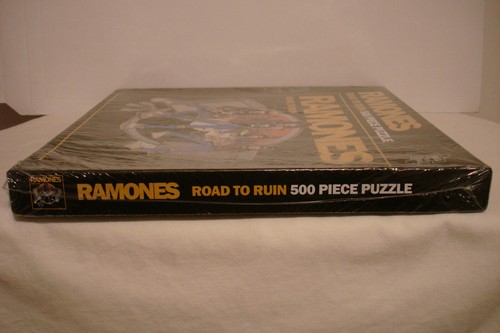 RAMONES
RAMONES
RAMONES ROAD TO RUIN 500 PIECE PUZZLE